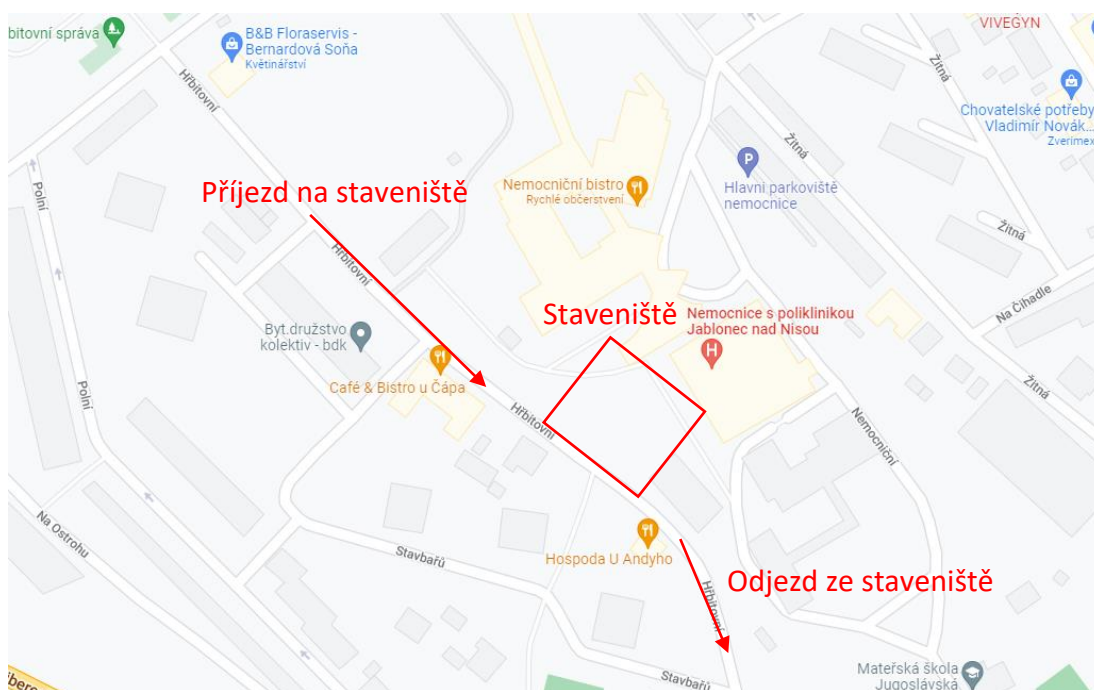 bitovní správa
B&B Floraservis -
Bernardová Soňa
Květinářství
VIVEGYN
Žitná
Hřbitovní
Chovatelské potřeby
Vladimír Novák...
Zverimex
Žitná
Polní
Příjezd na staveniště
Nemocniční bistro
Rychlé občerstvení
Hlavni parkoviště
nemocnice
Žitná
Hřbitovní
Na Čihadle
Staveniště
Nemocnice s poliklinikou
Jablonec nad Nisou
Byt.družstvo
kolektiv - bdk
Café & Bistro u Čápa
Žitná
Polní
Hřbitovní
Nemocniční
Na Ostrohu
Stavbařů
Hospoda U Andyho
Odjezd ze staveniště
Hřbitovní
Stavbařů
Mateřská škola
Jugoslávská
iberec